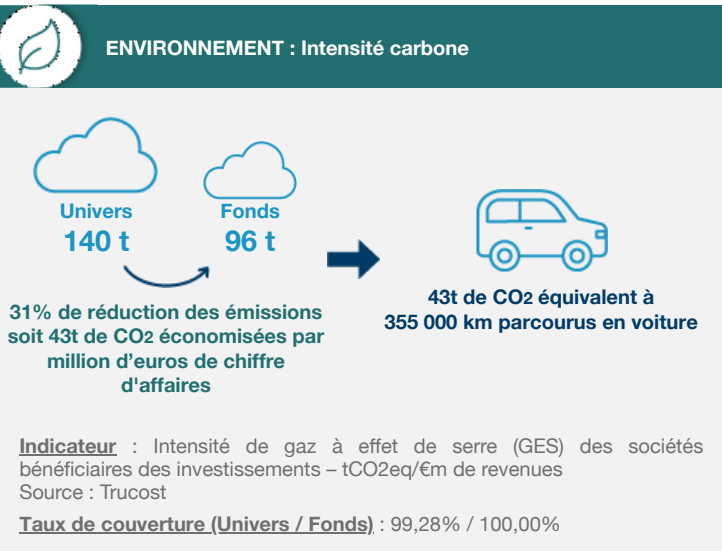 ENVIRONNEMENT : Intensité carbone
Univers
140 t
Fonds
96 t
31% de réduction des émissions
soit 43t de CO2 économisées par
million d'euros de chiffre
d'affaires
43t de CO2 équivalent à
355 000 km parcourus en voiture
Indicateur : Intensité de gaz à effet de serre (GES) des sociétés
bénéficiaires des investissements – tCO2eq/€m de revenues
Source : Trucost
Taux de couverture (Univers / Fonds) : 99,28% / 100,00%